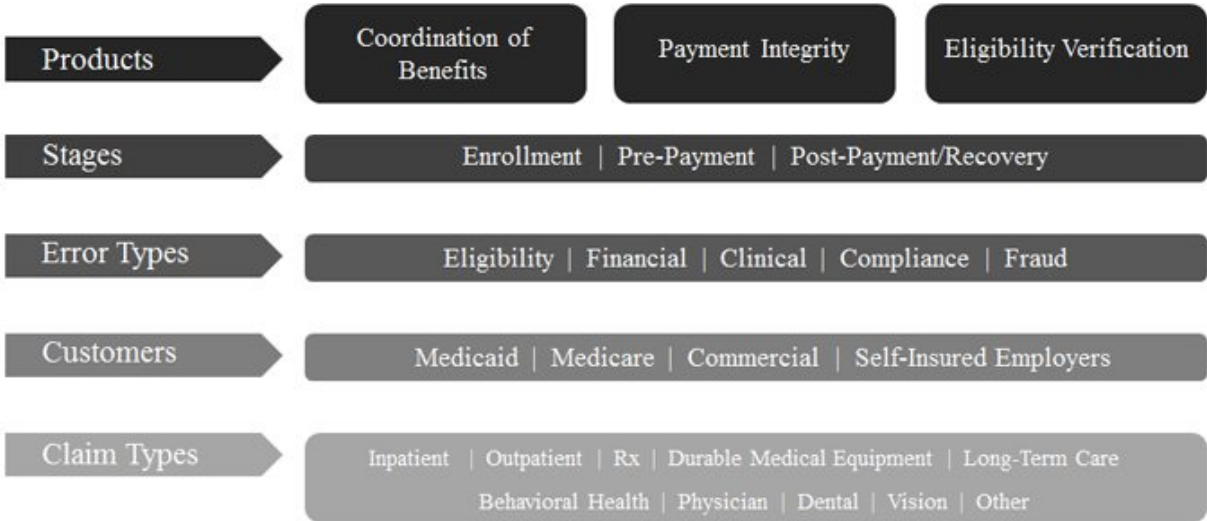 Products
Coordination of
Benefits
Payment Integrity
Eligibility Verification
Stages
Enrollment | Pre-Payment | Post-Payment/Recovery
Error Types
Eligibility | Financial | Clinical | Compliance | Fraud
Customers
Medicaid | Medicare | Commercial | Self-Insured Employers
Claim Types
Inpatient | Outpatient | Rx | Durable Medical Equipment | Long-Term Care
Behavioral Health | Physician | Dental | Vision | Other